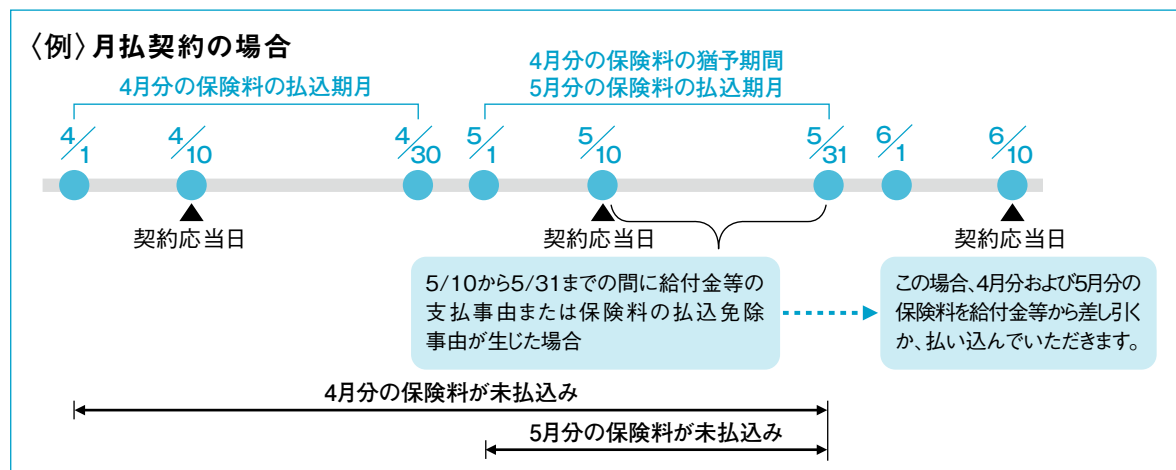 〈例〉月払契約の場合
4月分の保険料の払込期月
4月分の保険料の猶予期間
5月分の保険料の払込期月
4/1 4/10 4/30 5/1 5/10 5/31 6/1 6/10
契約応当日 契約応当日 契約応当日
5/10から5/31までの間に給付金等の
支払事由または保険料の払込免除
事由が生じた場合
この場合、4月分および5月分の
保険料を給付金等から差し引く
か、払い込んでいただきます。
4月分の保険料が未払込み
5月分の保険料が未払込み